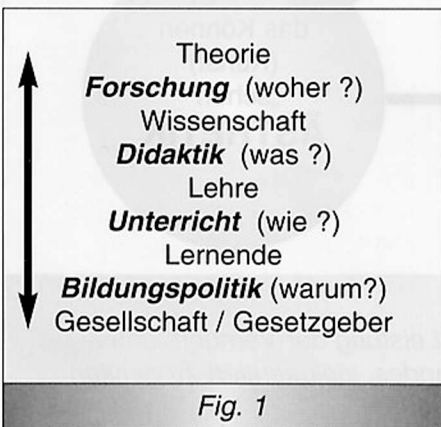 Theorie
Forschung (woher ?)
Wissenschaft
Didaktik (was ?)
Lehre
Unterricht (wie ?)
Lernende
Bildungspolitik (warum?)
Gesellschaft / Gesetzgeber
Fig. 1